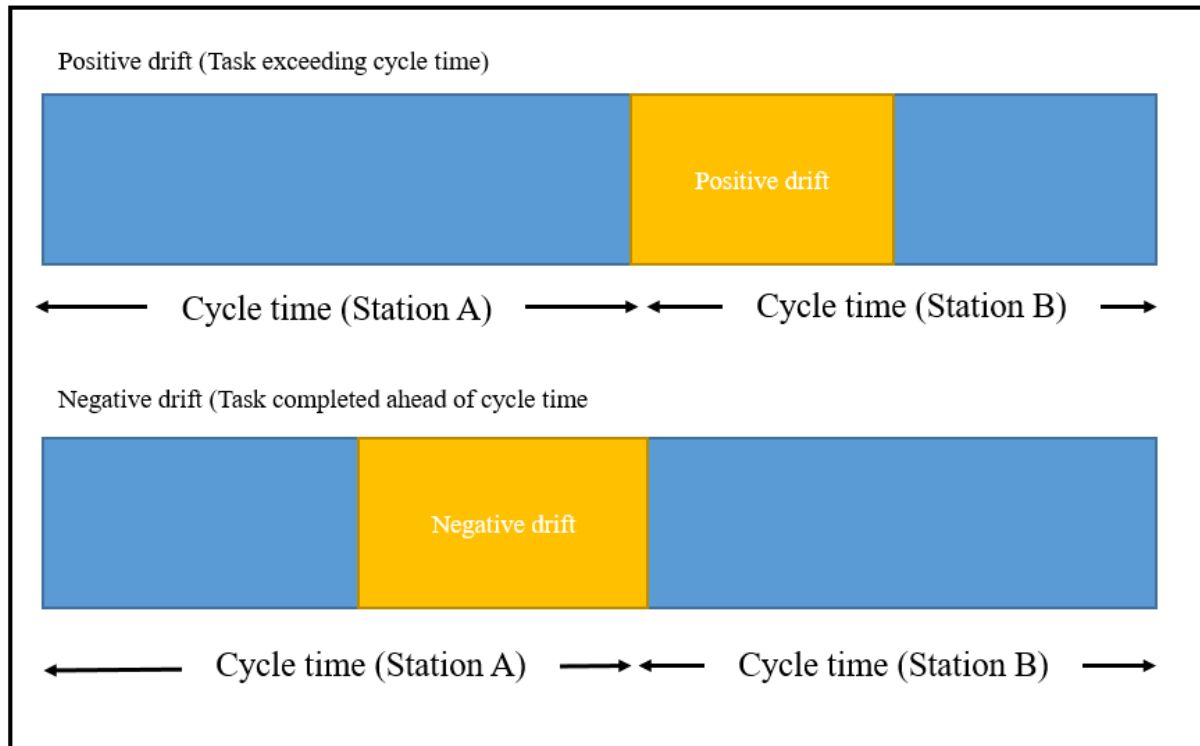 Positive drift (Task exceeding cycle time)
Positive drift
Cycle time (Station A)
Cycle time (Station B)
Negative drift (Task completed ahead of cycle time
Negative drift
Cycle time (Station A)
Cycle time (Station B)